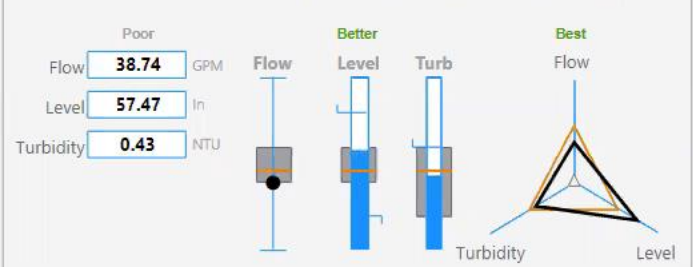 Poor
Flow 38.74 GPM
Level 57.47 In
Turbidity 0.43 NTU
Better
Flow Level Turb
Best
Flow
Turbidity Level